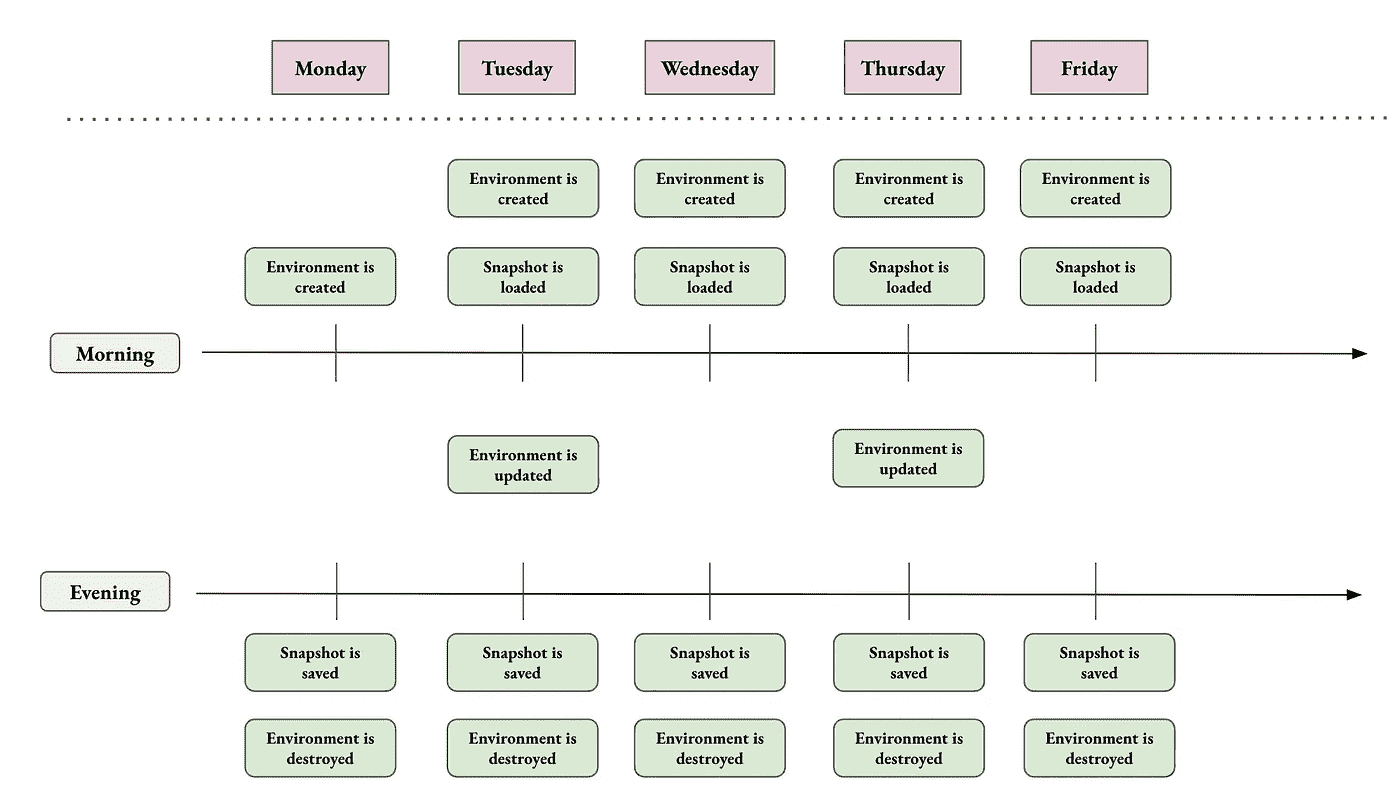 Monday
Tuesday
Wednesday
Thursday
Friday
Environment is
created
Environment is
created
Environment is
created
Environment is
created
Environment is
created
Snapshot is
loaded
Snapshot is
loaded
Snapshot is
loaded
Snapshot is
loaded
Morning
Environment is
updated
Environment is
updated
Evening
Snapshot is
saved
Snapshot is
saved
Snapshot is
saved
Snapshot is
saved
Snapshot is
saved
Environment is
destroyed
Environment is
destroyed
Environment is
destroyed
Environment is
destroyed
Environment is
destroyed